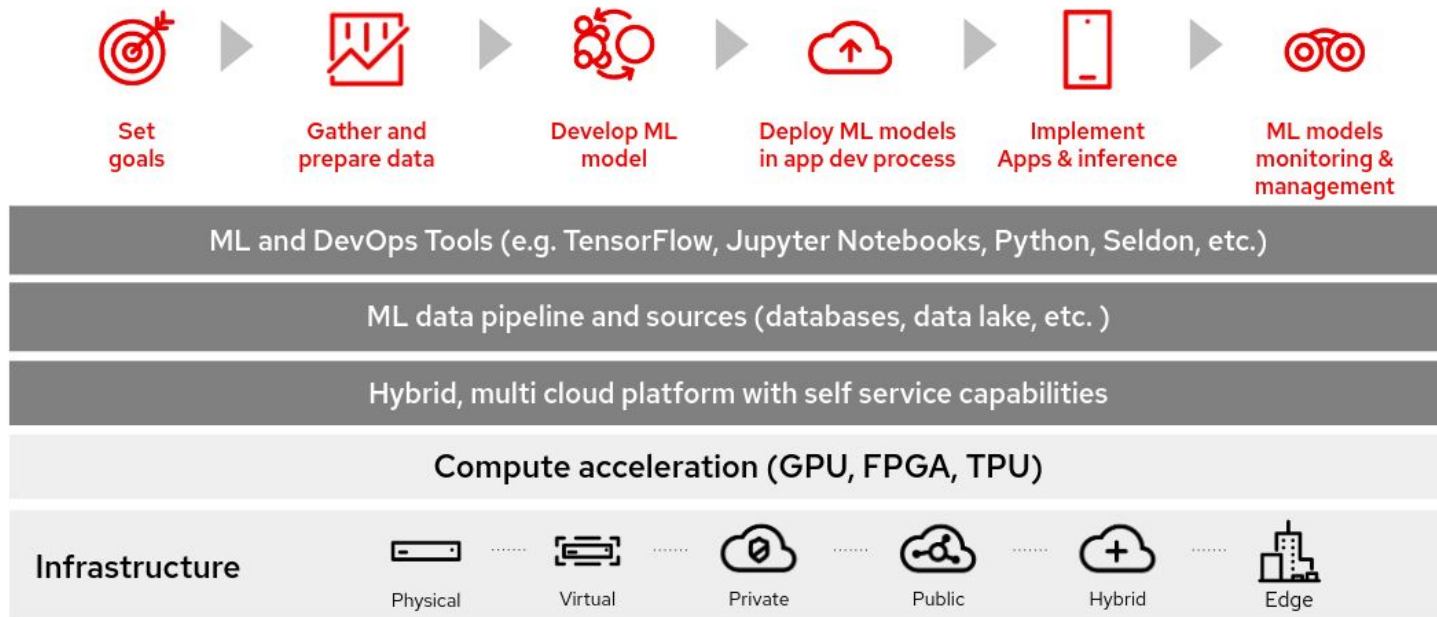 Set
goals
Gather and
prepare data
Develop ML
model
Deploy ML models
in app dev process
Implement
Apps & inference
ML models
monitoring &
management
ML and DevOps Tools (e.g. TensorFlow, Jupyter Notebooks, Python, Seldon, etc.)
ML data pipeline and sources (databases, data lake, etc. )
Hybrid, multi cloud platform with self service capabilities
Compute acceleration (GPU, FPGA, TPU)
Infrastructure
Physical
Virtual
Private
Public
Hybrid
Edge